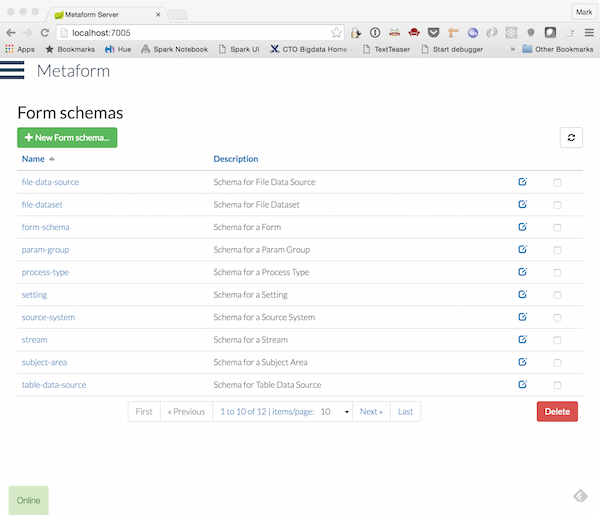 Metaform Server
Mark
localhost:7005
Apps Bookmarks Hue Spark Notebook Spark UI CTO Bigdata Home - TextTeaser Start debugger » Other Bookmarks
Metaform
Form schemas
New Form schema...
Name Description
file-data-source Schema for File Data Source
file-dataset Schema for File Dataset
form-schema Schema for a Form
param-group Schema for a Param Group
process-type Schema for a Process Type
setting Schema for a Setting
source-system Schema for a Source System
stream Schema for a Stream
subject-area Schema for a Subject Area
table-data-source Schema for Table Data Source
First « Previous 1 to 10 of 12 | items/page: 10 Next » Last Delete
Online